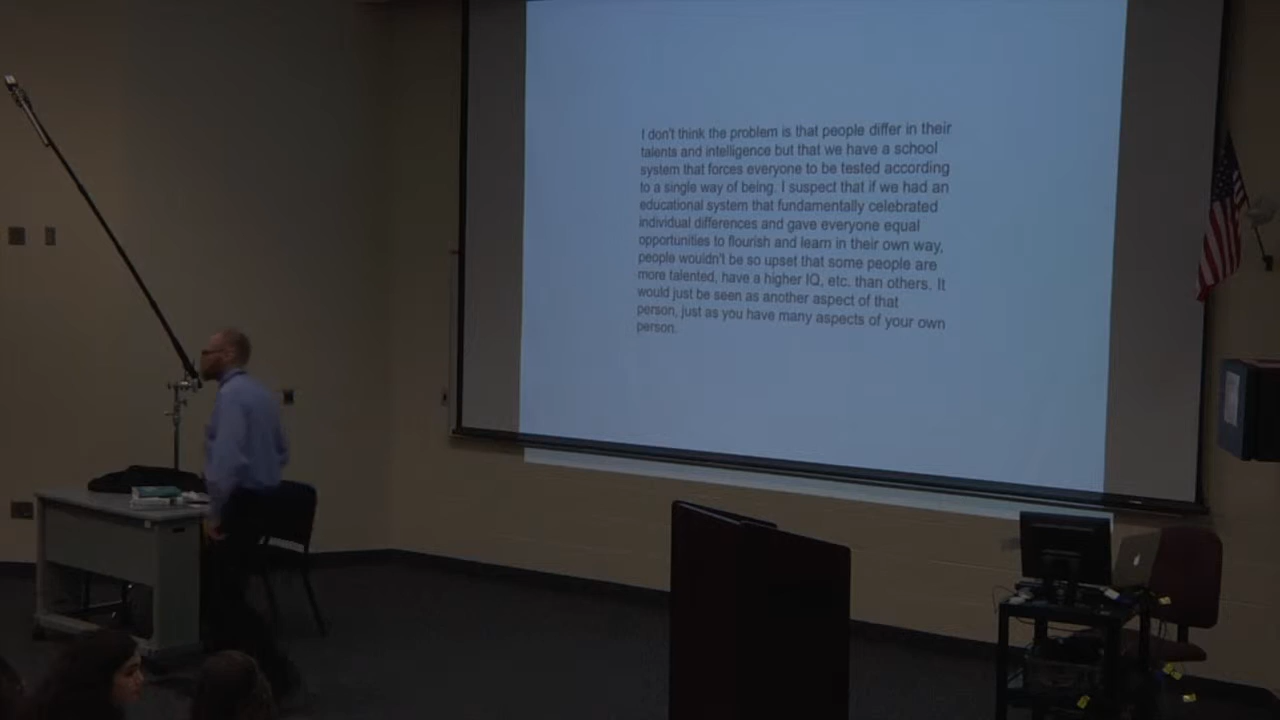 I don't think the problem is that people differ in their
talents and intelligence but that we have a school
system that forces everyone to be tested according
to a single way of being. I suspect that if we had an
educational system that fundamentally celebrated
individual differences and gave everyone equal
opportunities to flourish and learn in their own way,
people wouldn't be so upset that some people are
more talented, have a higher IQ, etc. than others. It
would just be seen as another aspect of that
person, just as you have many aspects of your own
person.